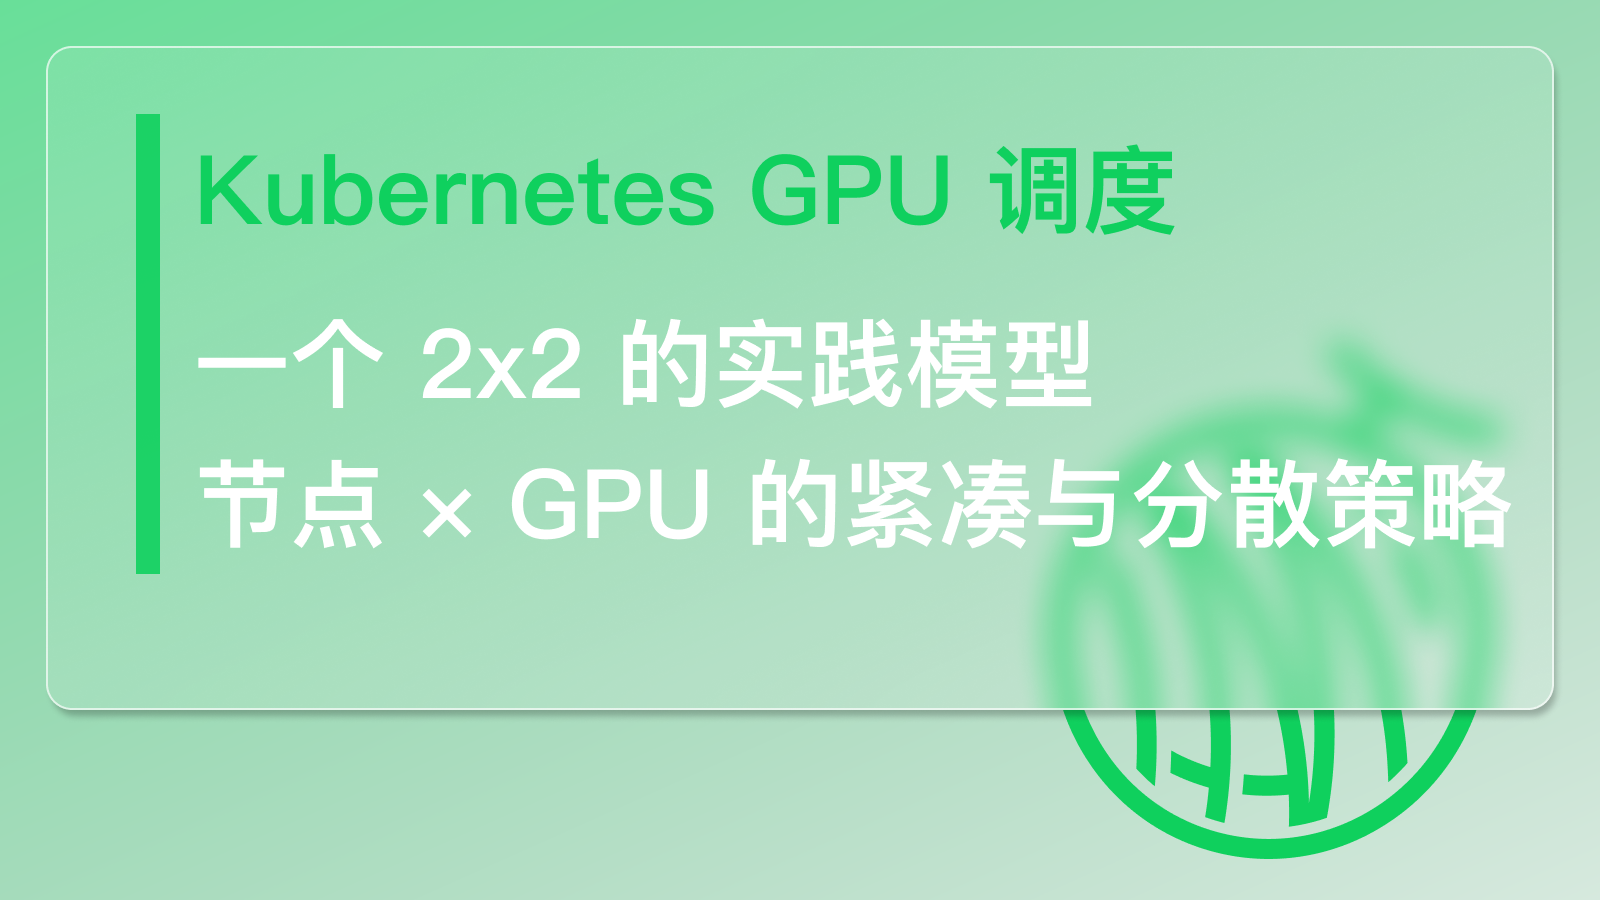 Kubernetes GPU 调度
一个 2x2 的实践模型
节点 × GPU 的紧凑与分散策略